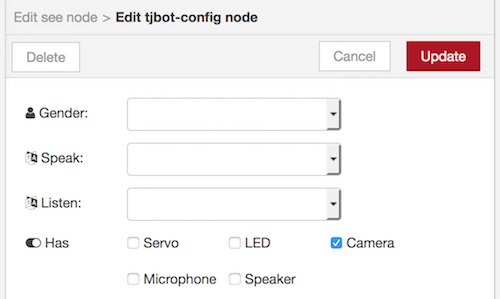 Edit see node > Edit tjbot-config node
Delete Cancel Update
Gender:
Speak:
Listen:
Has Servo LED Camera
Microphone Speaker